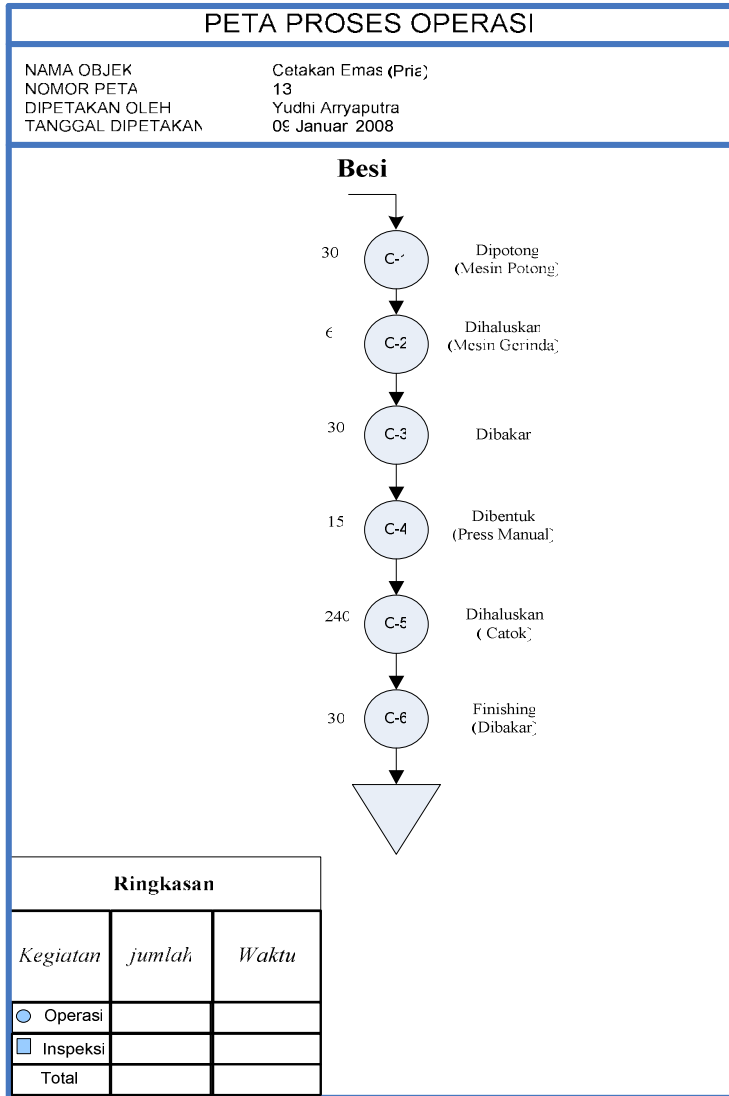 PETA PROSES OPERASI
NAMA OBJEK Cetakan Emas (Pria)
NOMOR PETA 13
DIPETAKAN OLEH Yudhi Arryaputra
TANGGAL DIPETAKAN 09 Januar 2008
Besi
30 C-1 Dipotong
(Mesin Potong)
6 C-2 Dihaluskan
(Mesin Gerinda)
30 C-3 Dibakar
15 C-4 Dibentuk
(Press Manual)
240 C-5 Dihaluskan
( Catok)
30 C-6 Finishing
(Dibakar)
Ringkasan
Kegiatan jumlah Waktu
Operasi
Inspeksi
Total